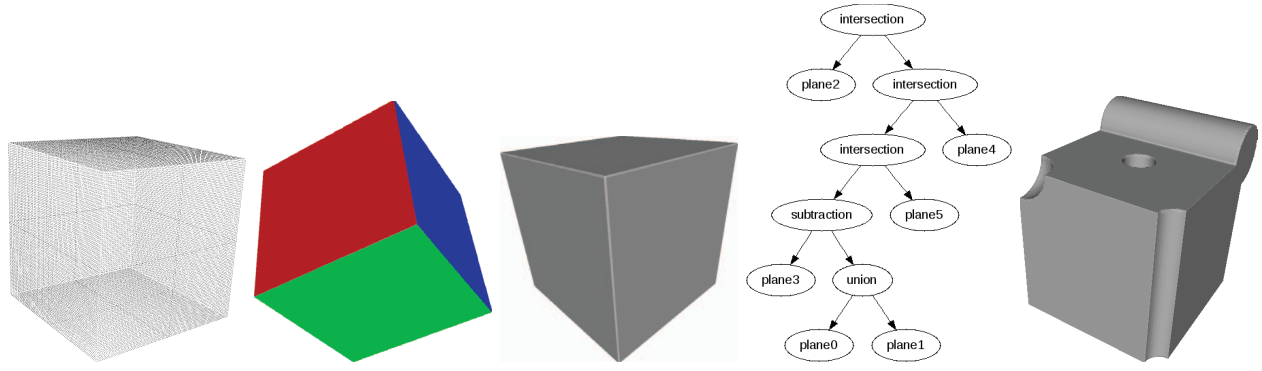 intersection
plane2
intersection
intersection
plane4
subtraction
plane5
plane3
union
plane0
plane1